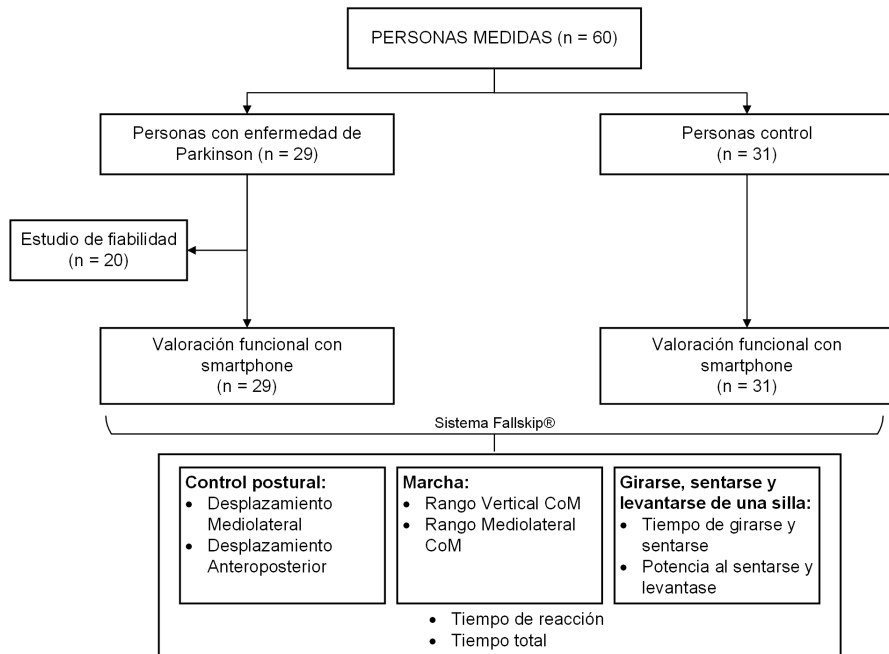 PERSONAS MEDIDAS (n = 60)
Personas con enfermedad de
Parkinson (n = 29)
Personas control
(n = 31)
Estudio de fiabilidad
(n = 20)
Valoración funcional con
smartphone
(n = 29)
Valoración funcional con
smartphone
(n = 31)
Sistema Fallskip®
Control postural:
• Desplazamiento
Mediolateral
• Desplazamiento
Anteroposterior
Marcha:
• Rango Vertical CoM
• Rango Mediolateral
CoM
Girarse, sentarse y
levantarse de una silla:
• Tiempo de girarse y
sentarse
• Potencia al sentarse y
levantase
• Tiempo de reacción
• Tiempo total